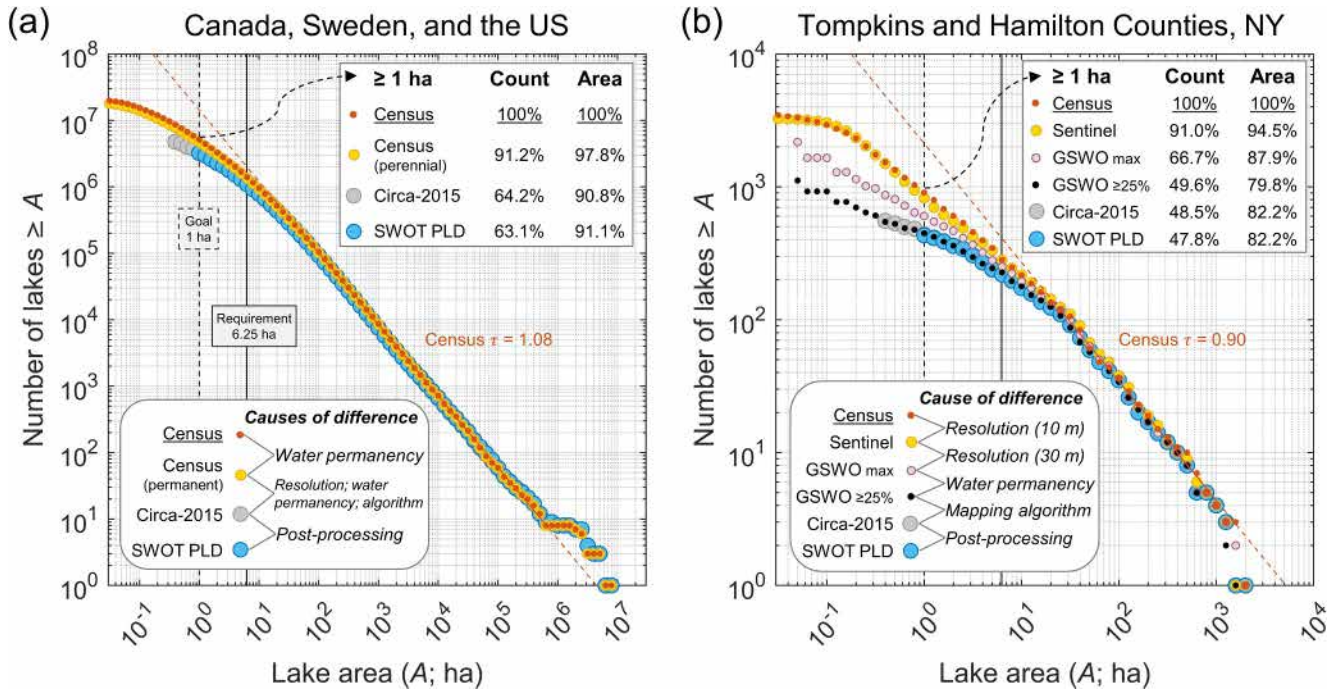 (a) Canada, Sweden, and the US
Number of lakes ≥ A
10^8
10^7
10^6
10^5
10^4
10^3
10^2
10^1
10^0
≥ 1 ha Count Area
Census 100% 100%
Census (perennial) 91.2% 97.8%
Circa-2015 64.2% 90.8%
SWOT PLD 63.1% 91.1%
Goal
1 ha
Requirement
6.25 ha
Census τ = 1.08
Causes of difference
Census
Water permanency
Census
(permanent)
Resolution; water
permanency; algorithm
Circa-2015
Post-processing
SWOT PLD
10^-1 10^0 10^1 10^2 10^3 10^4 10^5 10^6 10^7
Lake area (A; ha)
(b) Tompkins and Hamilton Counties, NY
Number of lakes ≥ A
10^4
10^3
10^2
10^1
10^0
≥ 1 ha Count Area
Census 100% 100%
Sentinel 91.0% 94.5%
GSWO max 66.7% 87.9%
GSWO ≥25% 49.6% 79.8%
Circa-2015 48.5% 82.2%
SWOT PLD 47.8% 82.2%
Census τ = 0.90
Cause of difference
Census
Resolution (10 m)
Sentinel
Resolution (30 m)
GSWO max
Water permanency
GSWO ≥25%
Mapping algorithm
Circa-2015
Post-processing
SWOT PLD
10^-1 10^0 10^1 10^2 10^3 10^4
Lake area (A; ha)